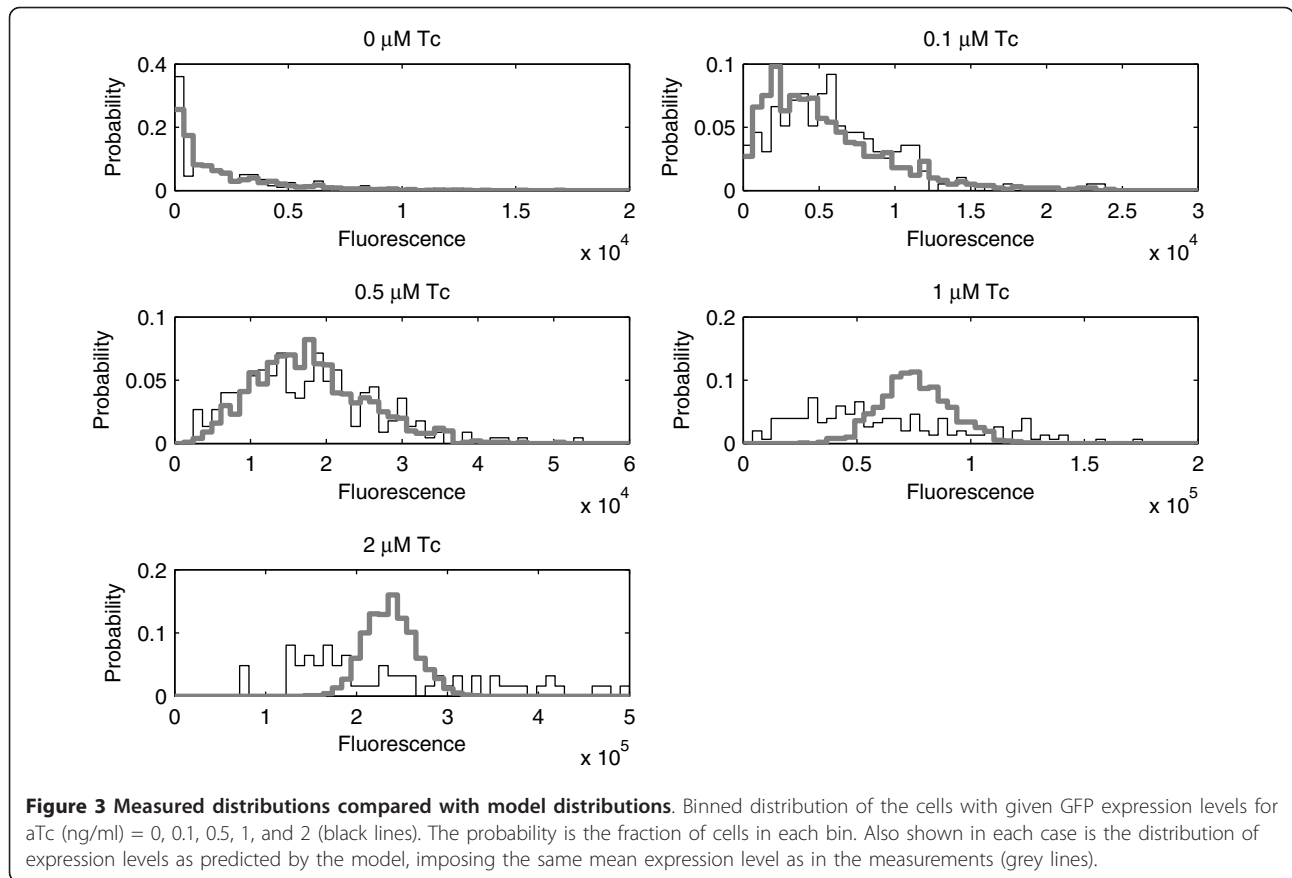 0 μM Tc
0.4
0.2
0
Probability
0 0.5 1 1.5 2
Fluorescence
x 10^4
0.1 μM Tc
0.1
0.05
0
Probability
0 0.5 1 1.5 2 3
Fluorescence
x 10^4
0.5 μM Tc
0.1
0.05
0
Probability
0 1 2 3 4 5 6
Fluorescence
x 10^4
1 μM Tc
0.2
0.1
0
Probability
0 0.5 1 1.5 2
Fluorescence
x 10^5
2 μM Tc
0.2
0.1
0
Probability
0 1 2 3 4 5
Fluorescence
x 10^5
Figure 3 Measured distributions compared with model distributions. Binned distribution of the cells with given GFP expression levels for
aTc (ng/ml) = 0, 0.1, 0.5, 1, and 2 (black lines). The probability is the fraction of cells in each bin. Also shown in each case is the distribution of
expression levels as predicted by the model, imposing the same mean expression level as in the measurements (grey lines).